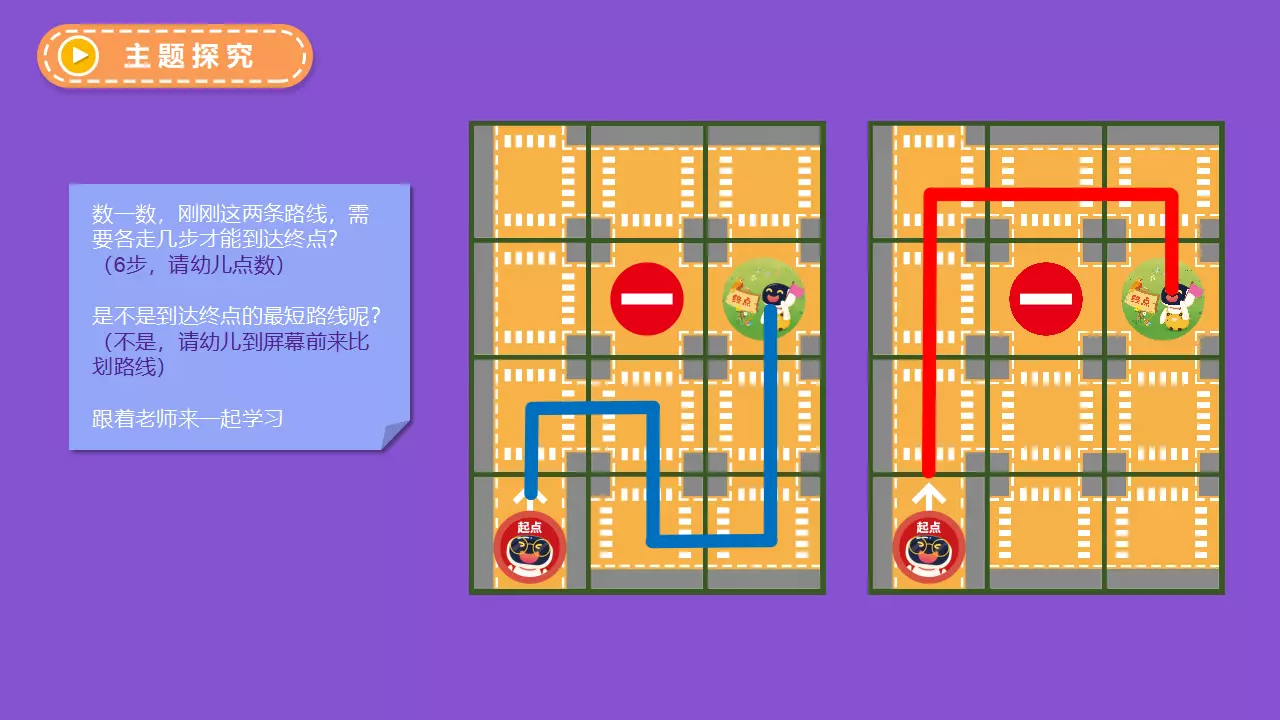 主题探究
数一数，刚刚这两条路线，需
要各走几步才能到达终点？
（6步，请幼儿点数）
是不是到达终点的最短路线呢？
（不是，请幼儿到屏幕前来比
划路线）
跟着老师来一起学习
终点
起点
终点
起点